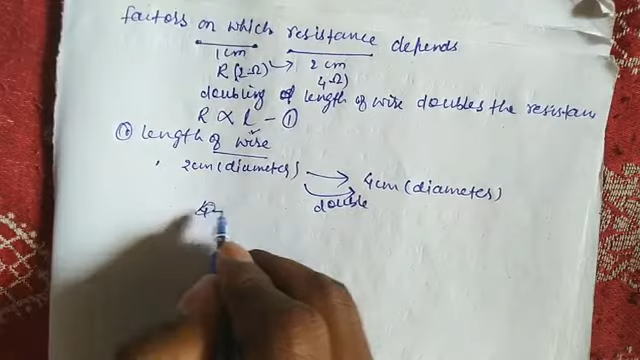 factors on which resistance depends
1cm 2 cm
R(2Ω) → 4Ω)
doubling of length of wire doubles the resistan
R ∝ L - ①
① length of wire
2cm (diameter) → 4cm (diameter)
double